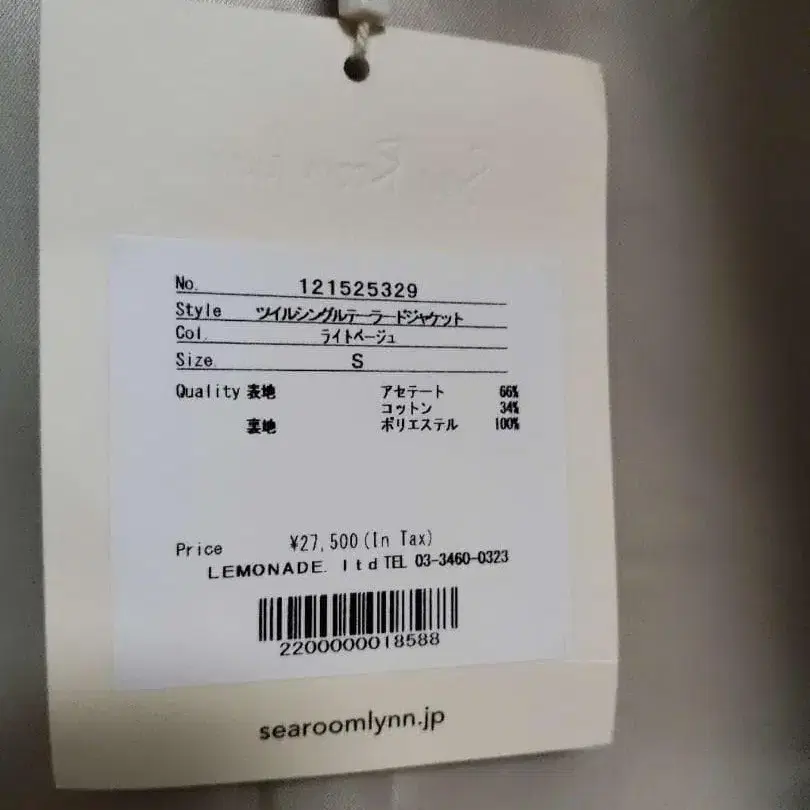 No. 121525329
Style ツイルシングルテーラードジャケット
Col. ライトベージュ
Size. S
Quality 表地 アセテート 66%
コットン 34%
裏地 ポリエステル 100%
Price ¥27,500(In Tax)
LEMONADE. ltd TEL 03-3460-0323
2200000018588
searoomlynn.jp